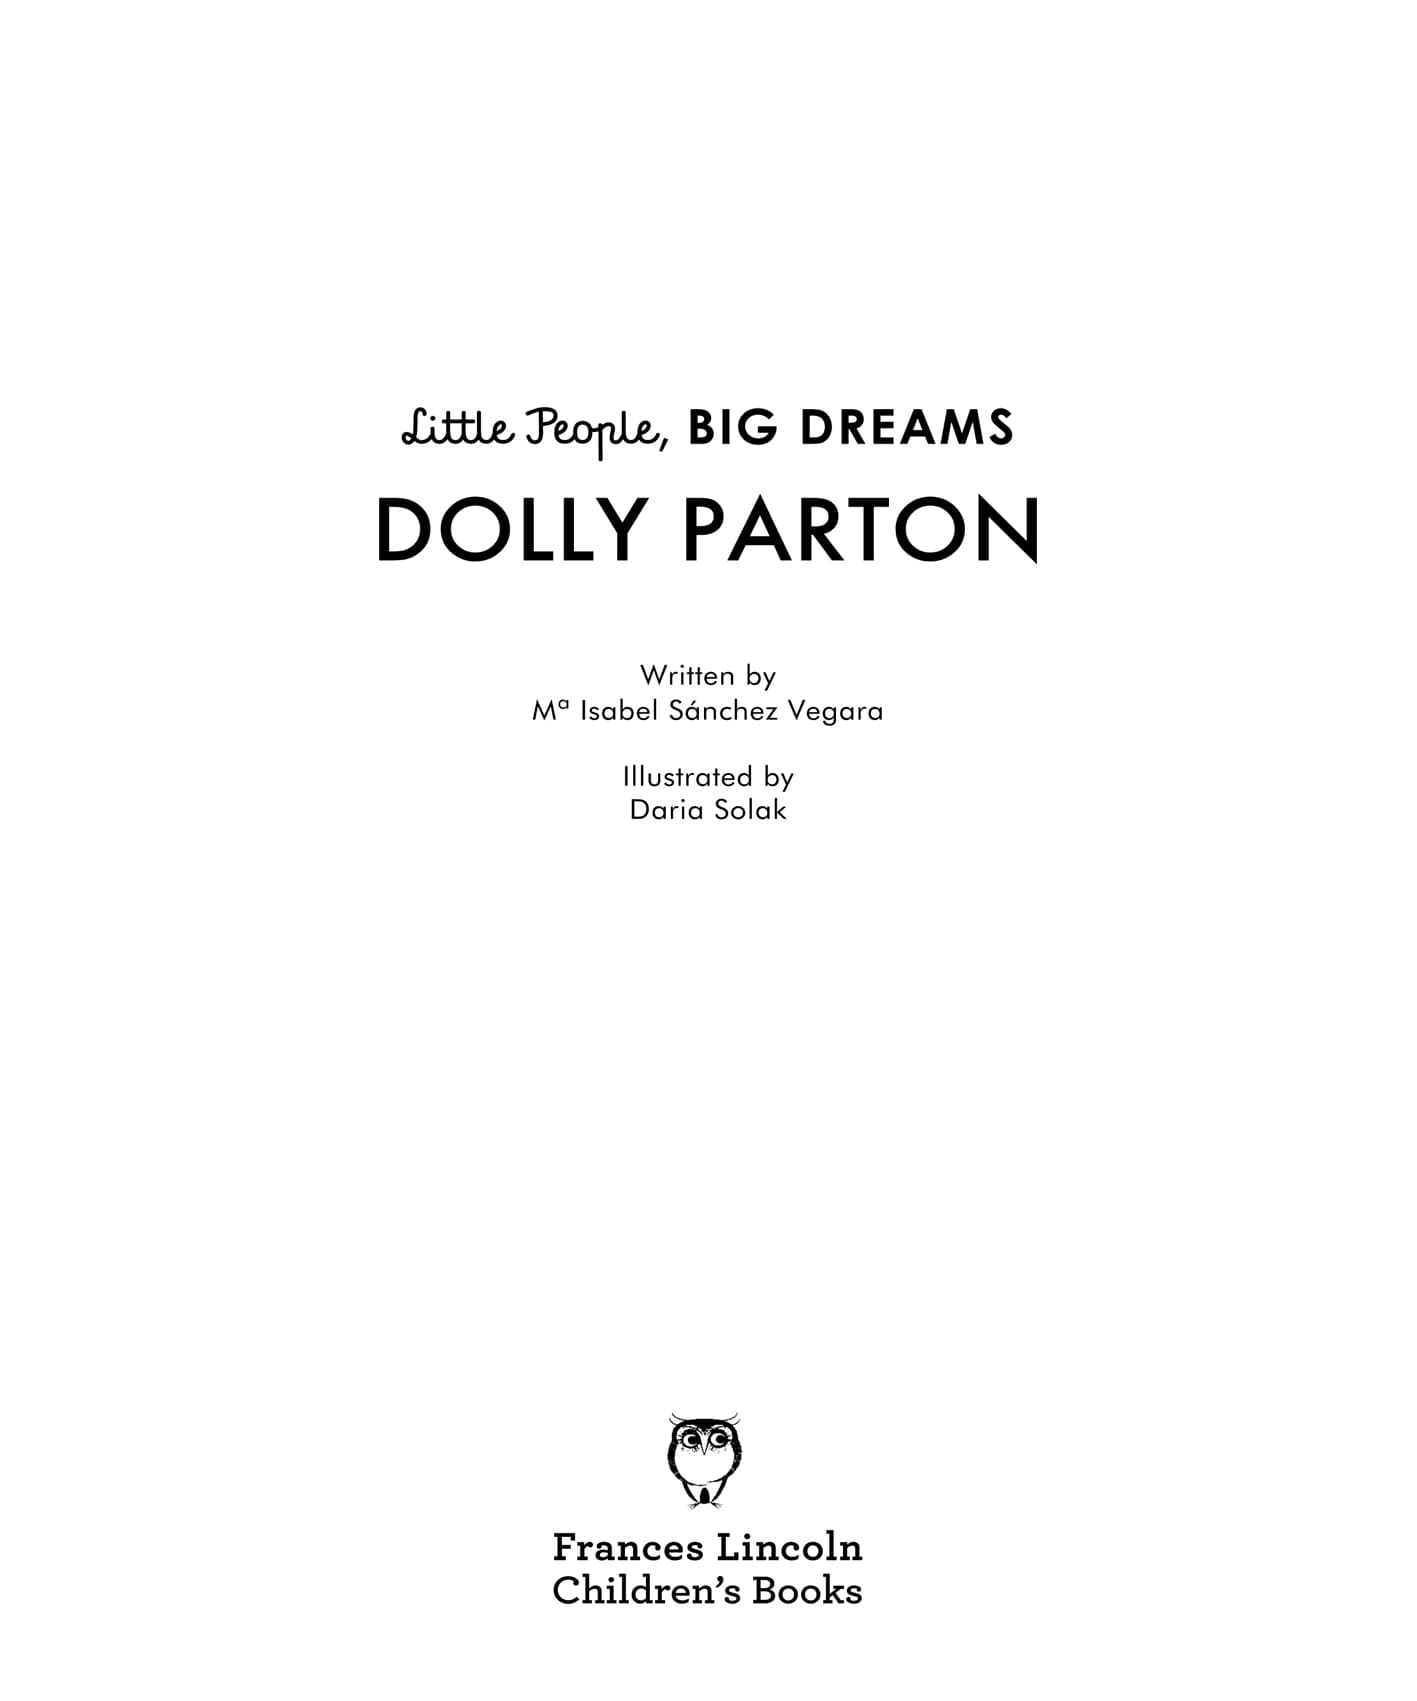 Little People, BIG DREAMS
DOLLY PARTON
Written by
Mª Isabel Sánchez Vegara
Illustrated by
Daria Solak
Frances Lincoln
Children’s Books